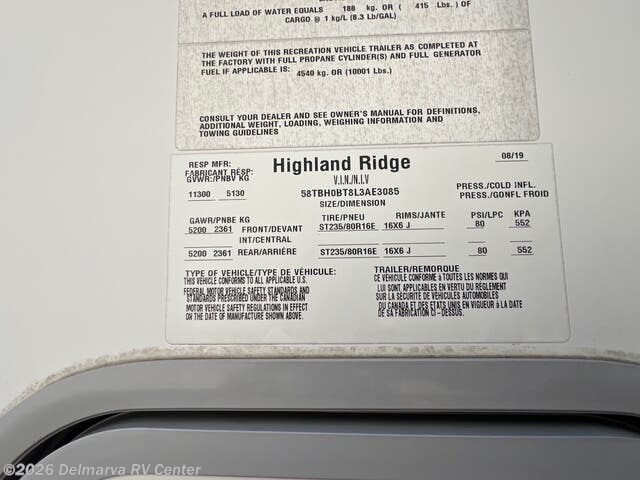 A FULL LOAD OF WATER EQUALS 188 kg. OR ( 415 Lbs. ) OF
CARGO @ 1 kg/L (8.3 Lb/GAL)
THE WEIGHT OF THIS RECREATION VEHICLE TRAILER AS COMPLETED AT
THE FACTORY WITH FULL PROPANE CYLINDER(S) AND FULL GENERATOR
FUEL IF APPLICABLE IS: 4540 kg. OR (10001 Lbs.)
CONSULT YOUR DEALER AND SEE OWNER'S MANUAL FOR DEFINITIONS,
ADDITIONAL WEIGHT, LOADING, WEIGHING INFORMATION AND
TOWING GUIDELINES
RESP MFR: Highland Ridge 08/19
FABRICANT RESP:
GVWR:/PNBV KG V.I.N./N.I.V
11300 5130 58TBH0BT8L3AE3085 PRESS./COLD INFL.
SIZE/DIMENSION PRESS./GONFL FROID
GAWR/PNBE KG TIRE/PNEU RIMS/JANTE PSI/LPC KPA
5200 2361 FRONT/DEVANT ST235/80R16E 16X6 J 80 552
INT/CENTRAL
5200 2361 REAR/ARRIÈRE ST235/80R16E 16X6 J 80 552
TYPE OF VEHICLE/TYPE DE VÉHICULE: TRAILER/REMORQUE
THIS VEHICLE CONFORMS TO ALL APPLICABLE U.S. CE VÉHICULE CONFORME à TOUTES LES NORMES QUI
FEDERAL MOTOR VEHICLE SAFETY STANDARDS AND LUI SONT APPLICABLES EN VERTU DU RÈGLEMENT
STANDARDS PRESCRIBED UNDER THE CANADIAN SUR LA SÉCURITÉ DE VÉHICULES AUTOMOBILES
MOTOR VEHICLE SAFETY REGULATIONS IN EFFECT DU CANADA ET DES ETATS UNIS EN VIGUEUR à LA DATE
ON THE DATE OF MANUFACTURE SHOWN ABOVE. DE SA FABRICATION CI - DESSUS.
©2026 Delmarva RV Center